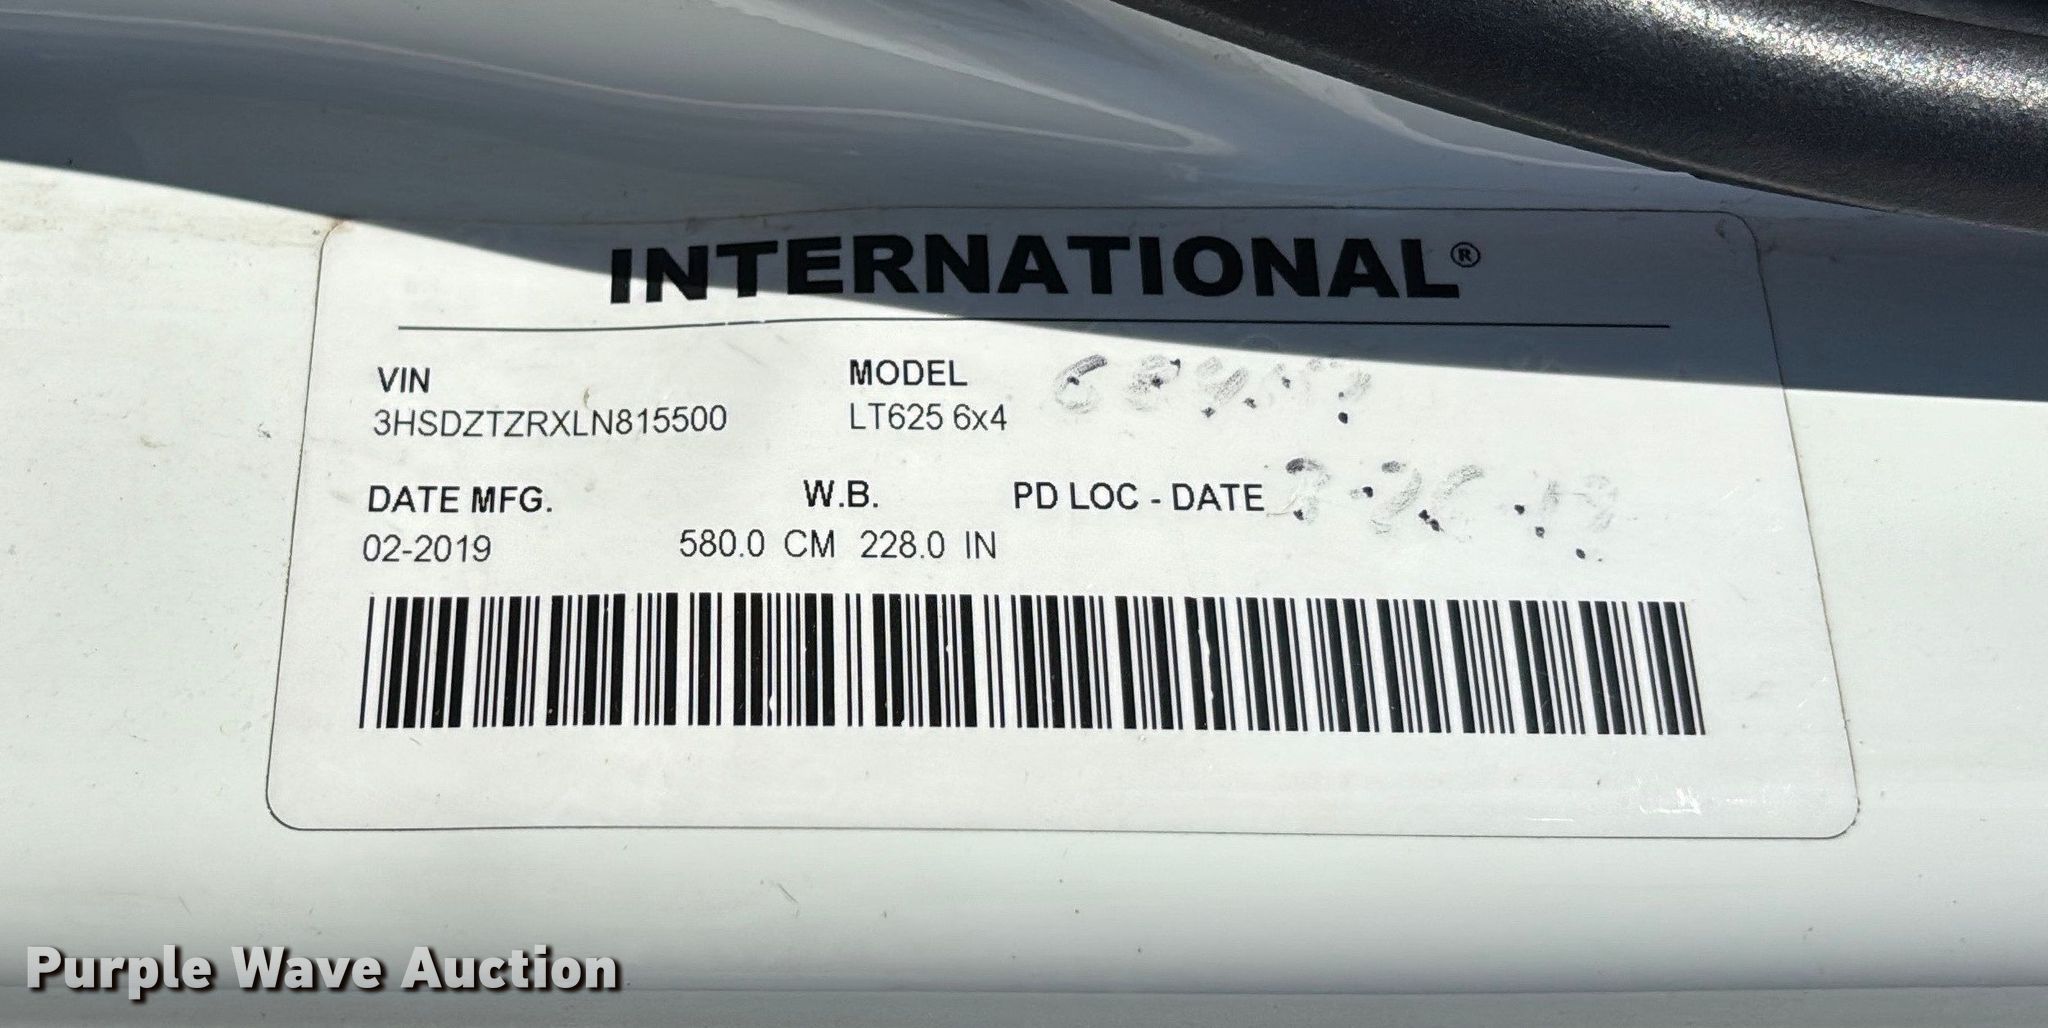 INTERNATIONAL®
VIN MODEL
3HSDZTZRXLN815500 LT625 6x4
DATE MFG. W.B. PD LOC - DATE
02-2019 580.0 CM 228.0 IN
Purple Wave Auction